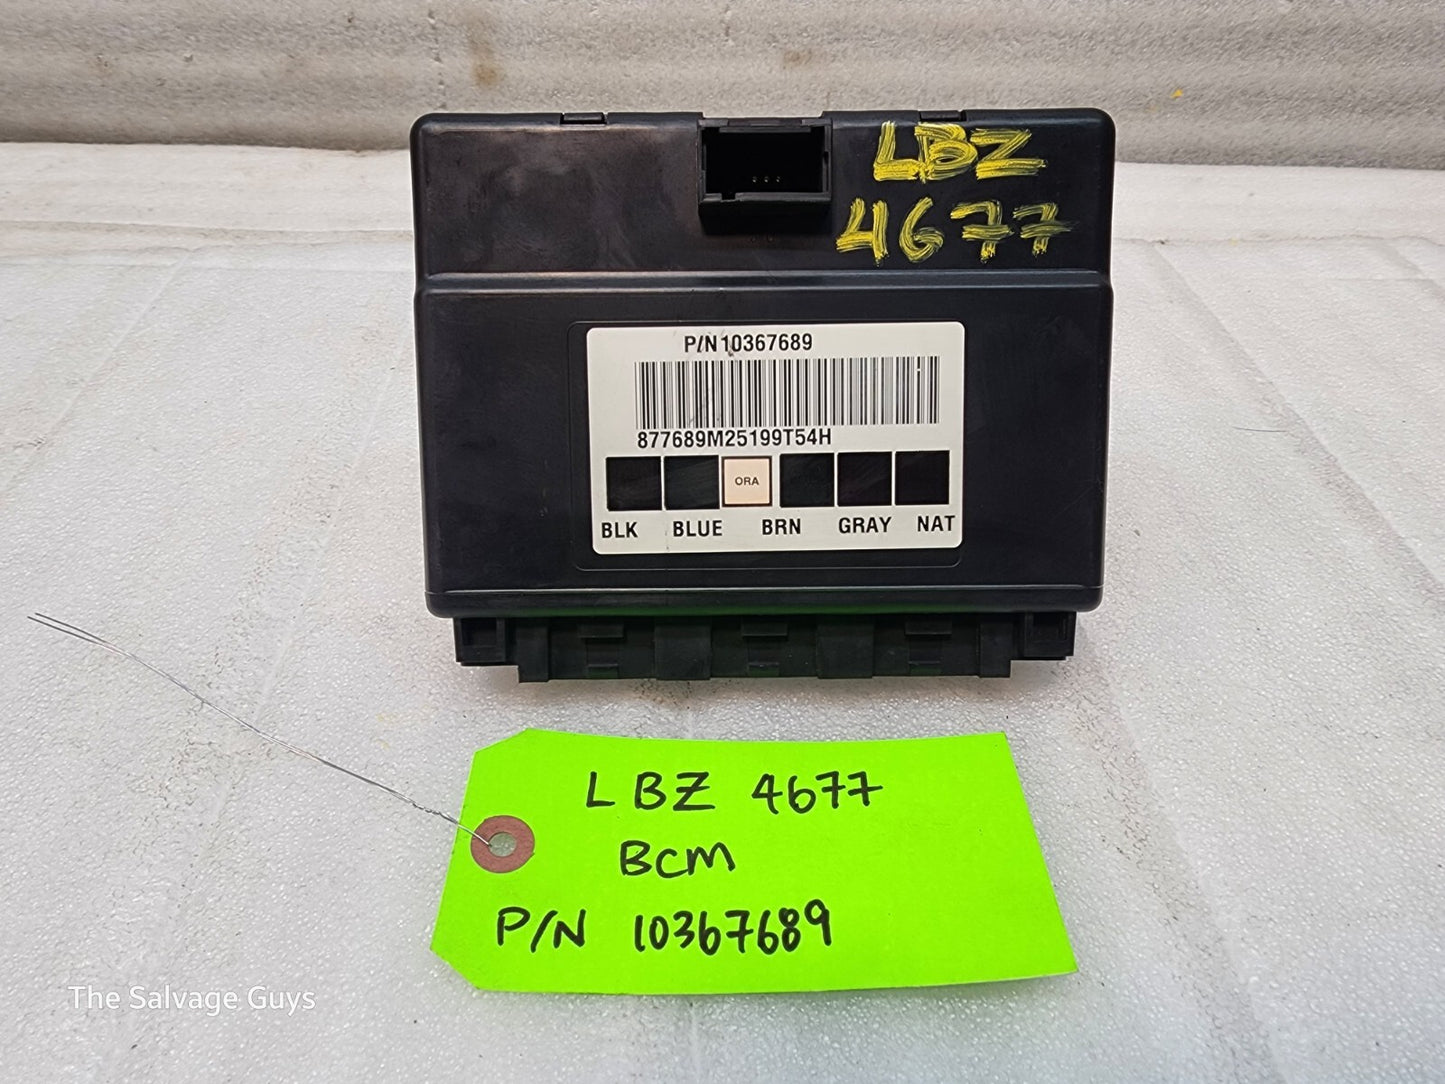 LBZ
4677
P/N10367689
877689M25199T54H
ORA
BLK BLUE BRN GRAY NAT
LBZ 4677
BCM
P/N 10367689
The Salvage Guys